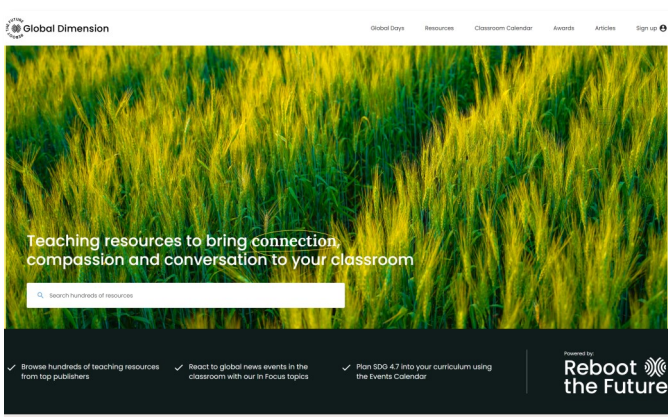 REBOOT THE FUTURE
Global Dimension
Global Days Resources Classroom Calendar Awards Articles Sign up
Teaching resources to bring connection,
compassion and conversation to your classroom
Search hundreds of resources
Browse hundreds of teaching resources
from top publishers
React to global news events in the
classroom with our In Focus topics
Plan SDG 4.7 into your curriculum using
the Events Calendar
Powered by:
Reboot
the Future